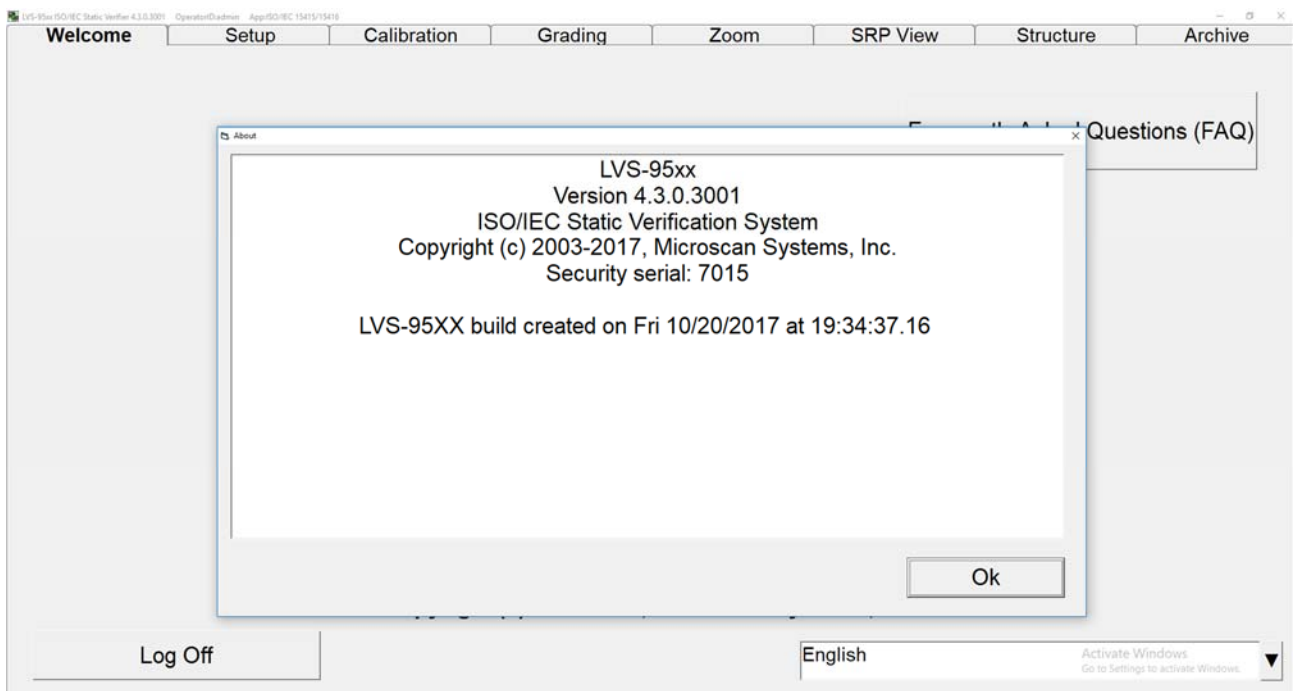 LVS-95xx ISO/IEC Static Verifier 4.3.0.3001 OperatorID:admin App:ISO/IEC 15415/15416
Welcome Setup Calibration Grading Zoom SRP View Structure Archive
Questions (FAQ)
About
LVS-95xx
Version 4.3.0.3001
ISO/IEC Static Verification System
Copyright (c) 2003-2017, Microscan Systems, Inc.
Security serial: 7015
LVS-95XX build created on Fri 10/20/2017 at 19:34:37.16
Ok
Log Off
English
Activate Windows
Go to Settings to activate Windows.